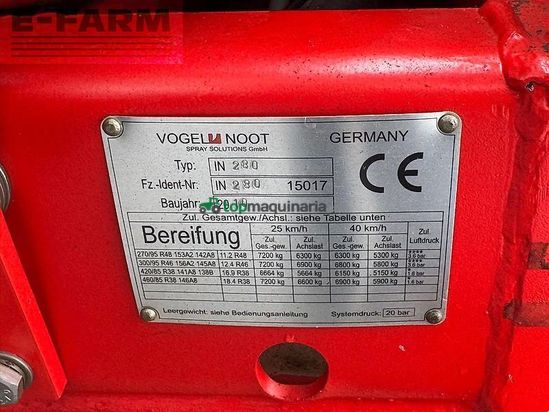 E-FARM
VOGEL NOOT GERMANY
SPRAY SOLUTIONS GmbH
Typ: IN 280
Fz.-Ident-Nr. IN 280 15017
Baujahr: 2010
topmaquinaria
Zul. Gesamtgew./Achsl.: siehe Tabelle unten
Bereifung 25 km/h 40 km/h Zul. Luftdruck
Zul. Ges.-gew. Zul. Achslast Zul. Ges.-gew. Zul. Achslast
270/95 R48 153A2 142A8 11.2 R48 7200 kg 6300 kg 6300 kg 5300 kg 3.6 bar
300/95 R46 156A2 145A8 12.4 R46 7200 kg 6900 kg 6800 kg 5800 kg
420/85 R38 141A8 138B 16.9 R38 6664 kg 5664 kg 6150 kg 5150 kg 1.6 bar
460/85 R38 146A8 18.4 R38 7200 kg 6600 kg 6900 kg 5900 kg 1.6 bar
Leergewicht: siehe Bedienungsanleitung Systemdruck: 20 bar